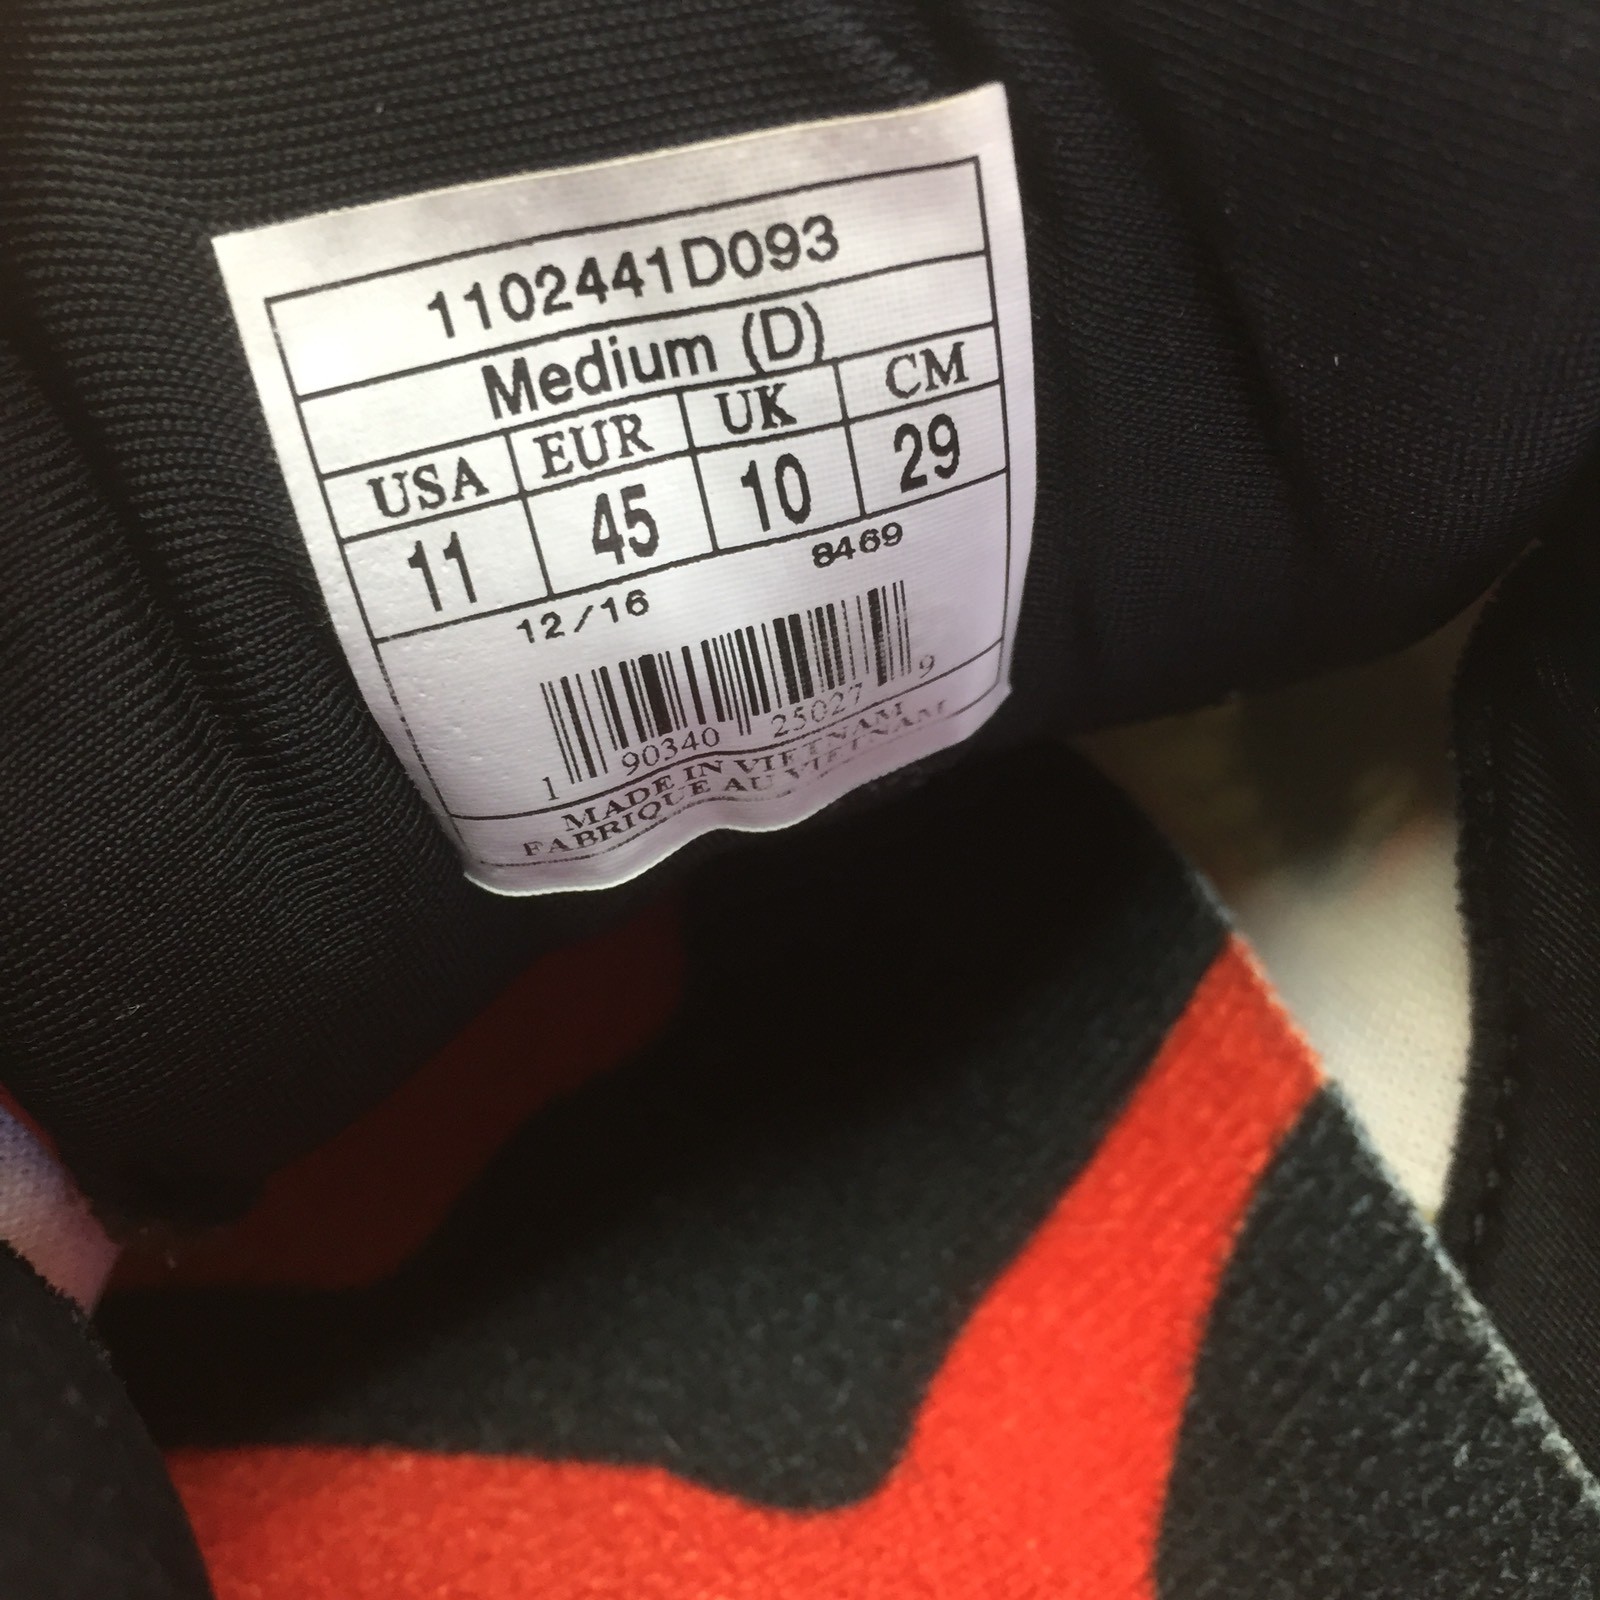 1102441D093
Medium (D)
USA EUR UK CM
11 45 10 29
12/16 8469
1 90340 25027 9
MADE IN VIETNAM
FABRIQUE AU VIETNAM